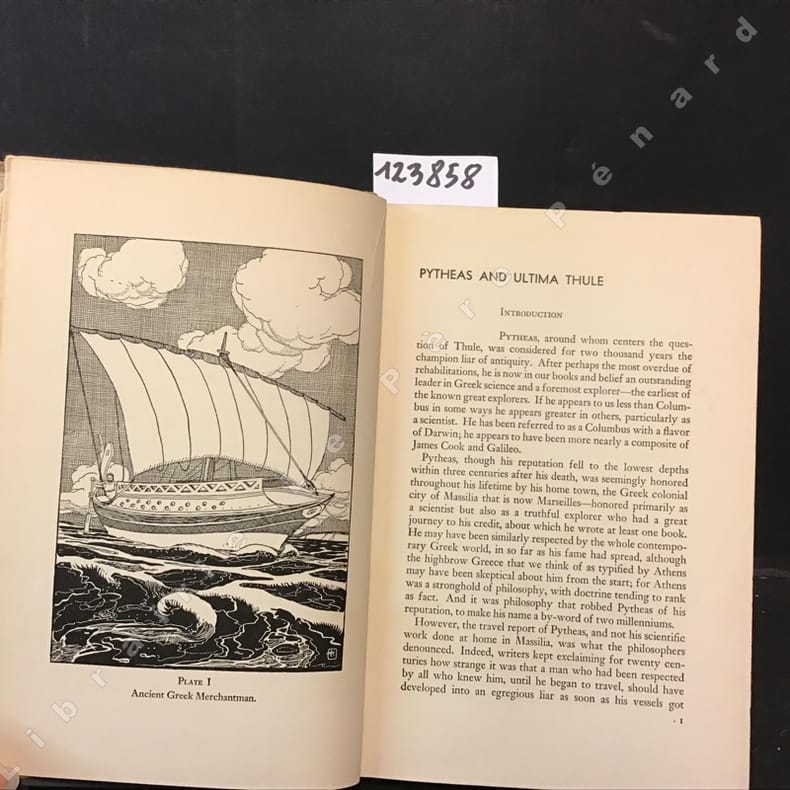 123858
PLATE I
Ancient Greek Merchantman.
PYTHEAS AND ULTIMA THULE
INTRODUCTION
PYTHEAS, around whom centers the ques-
tion of Thule, was considered for two thousand years the
champion liar of antiquity. After perhaps the most overdue of
rehabilitations, he is now in our books and belief an outstanding
leader in Greek science and a foremost explorer—the earliest of
the known great explorers. If he appears to us less than Colum-
bus in some ways he appears greater in others, particularly as
a scientist. He has been referred to as a Columbus with a flavor
of Darwin; he appears to have been more nearly a composite of
James Cook and Galileo.
Pytheas, though his reputation fell to the lowest depths
within three centuries after his death, was seemingly honored
throughout his lifetime by his home town, the Greek colonial
city of Massilia that is now Marseilles—honored primarily as
a scientist but also as a truthful explorer who had a great
journey to his credit, about which he wrote at least one book.
He may have been similarly respected by the whole contempo-
rary Greek world, in so far as his fame had spread, although
the highbrow Greece that we think of as typified by Athens
may have been skeptical about him from the start; for Athens
was a stronghold of philosophy, with doctrine tending to rank
as fact. And it was philosophy that robbed Pytheas of his
reputation, to make his name a by-word of two millenniums.
However, the travel report of Pytheas, and not his scientific
work done at home in Massilia, was what the philosophers
denounced. Indeed, writers kept exclaiming for twenty cen-
turies how strange it was that a man who had been respected
by all who knew him, until he began to travel, should have
developed into an egregious liar as soon as his vessels got
1